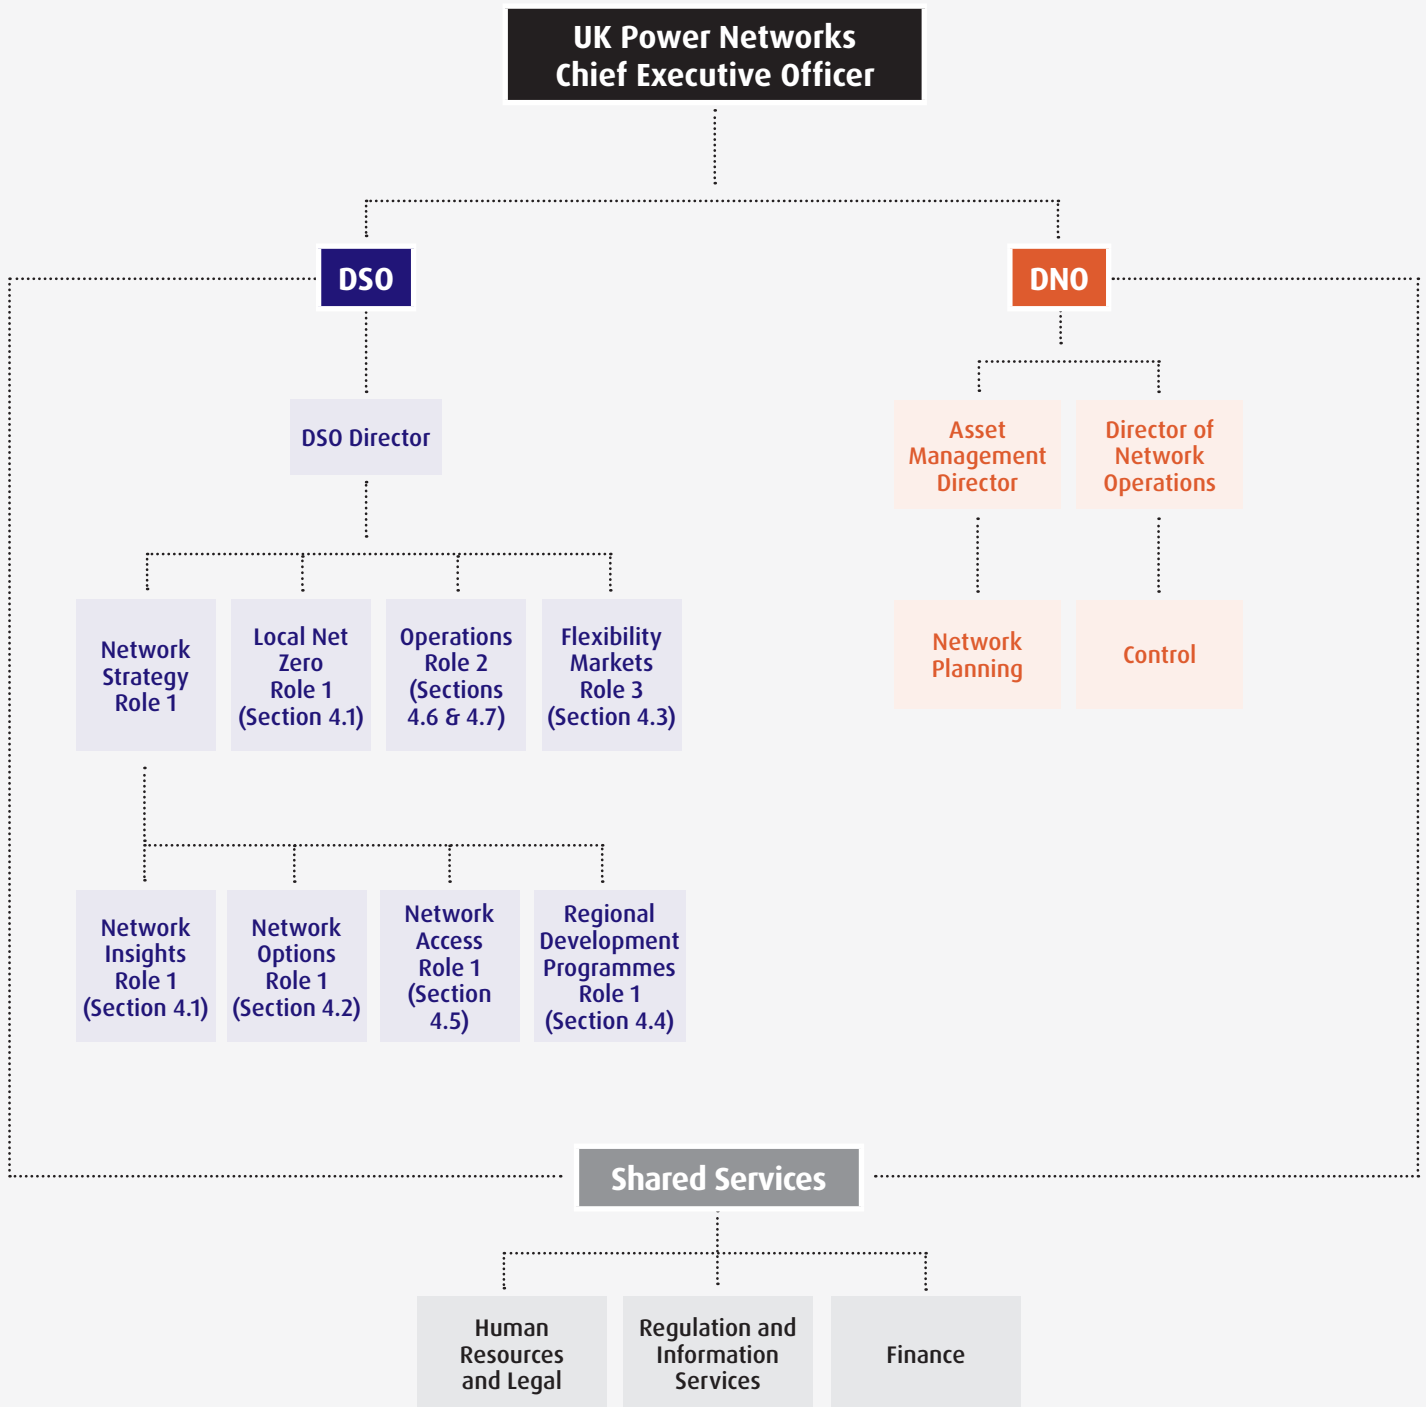 UK Power Networks
Chief Executive Officer
DSO
DNO
DSO Director
Asset
Management
Director
Director of
Network
Operations
Network
Strategy
Role 1
Local Net
Zero
Role 1
(Section 4.1)
Operations
Role 2
(Sections
4.6 & 4.7)
Flexibility
Markets
Role 3
(Section 4.3)
Network
Planning
Control
Network
Insights
Role 1
(Section 4.1)
Network
Options
Role 1
(Section 4.2)
Network
Access
Role 1
(Section
4.5)
Regional
Development
Programmes
Role 1
(Section 4.4)
Shared Services
Human
Resources
and Legal
Regulation and
Information
Services
Finance